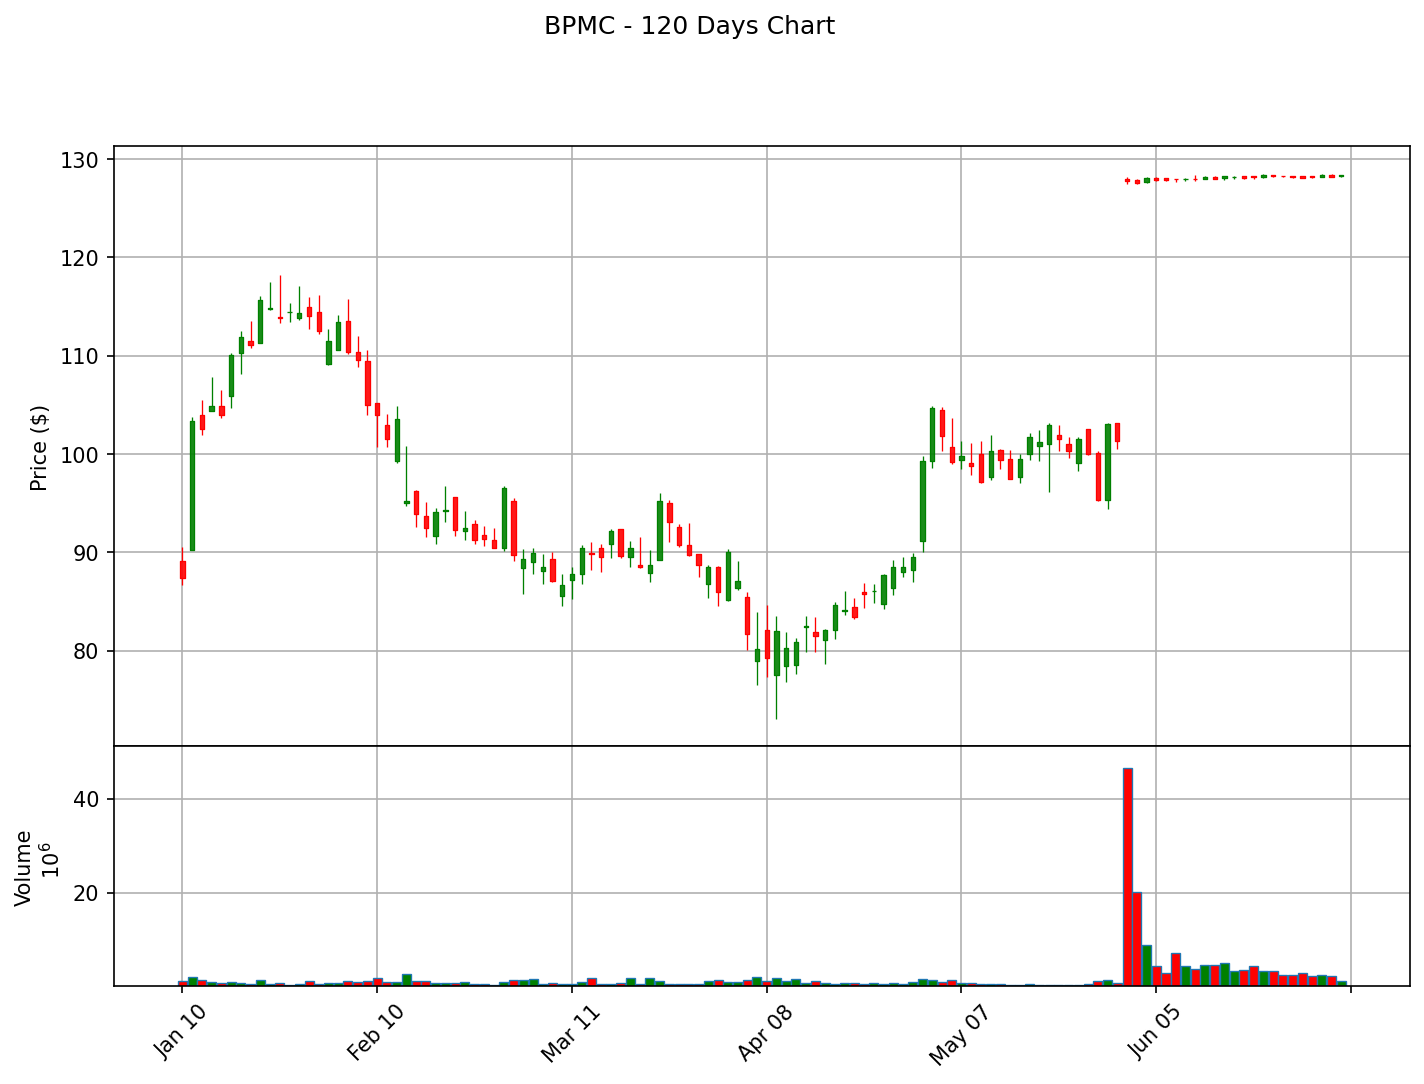 BPMC - 120 Days Chart
130
120
110
100
90
80
Price ($)
40
20
Volume
10⁶
Jan 10
Feb 10
Mar 11
Apr 08
May 07
Jun 05